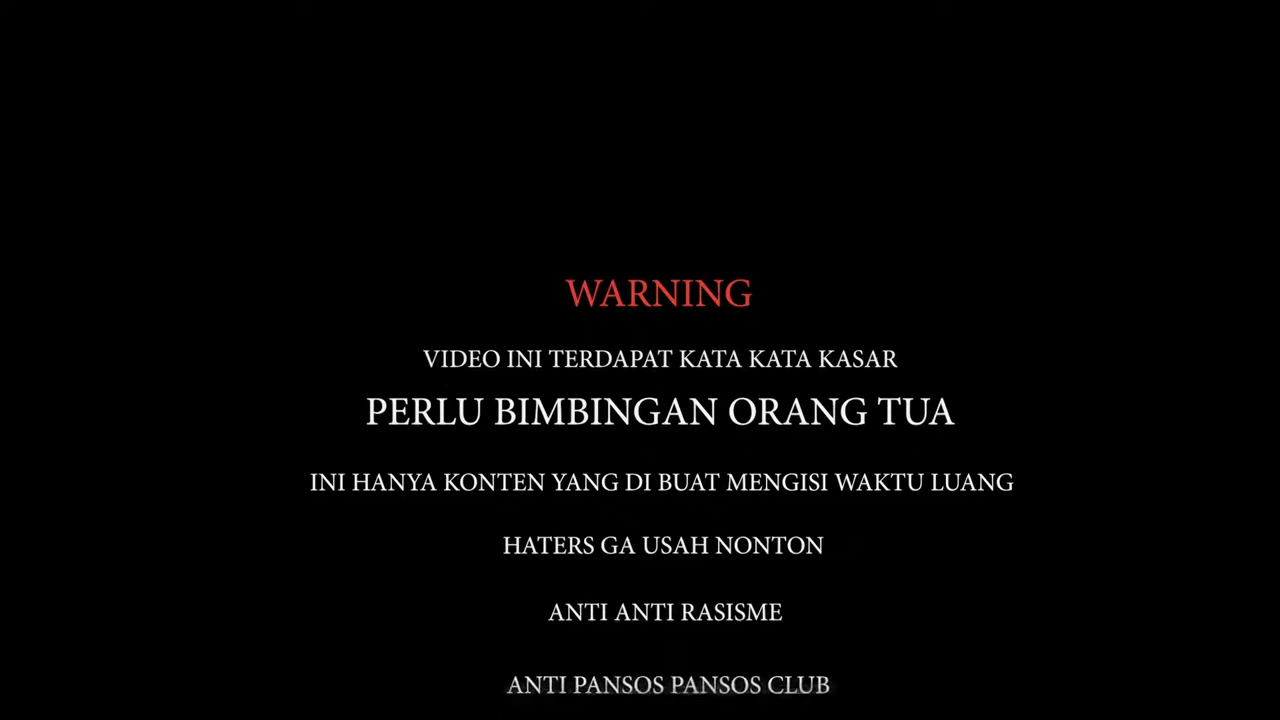 WARNING
VIDEO INI TERDAPAT KATA KATA KASAR
PERLU BIMBINGAN ORANG TUA
INI HANYA KONTEN YANG DI BUAT MENGISI WAKTU LUANG
HATERS GA USAH NONTON
ANTI ANTI RASISME
ANTI PANSOS PANSOS CLUB